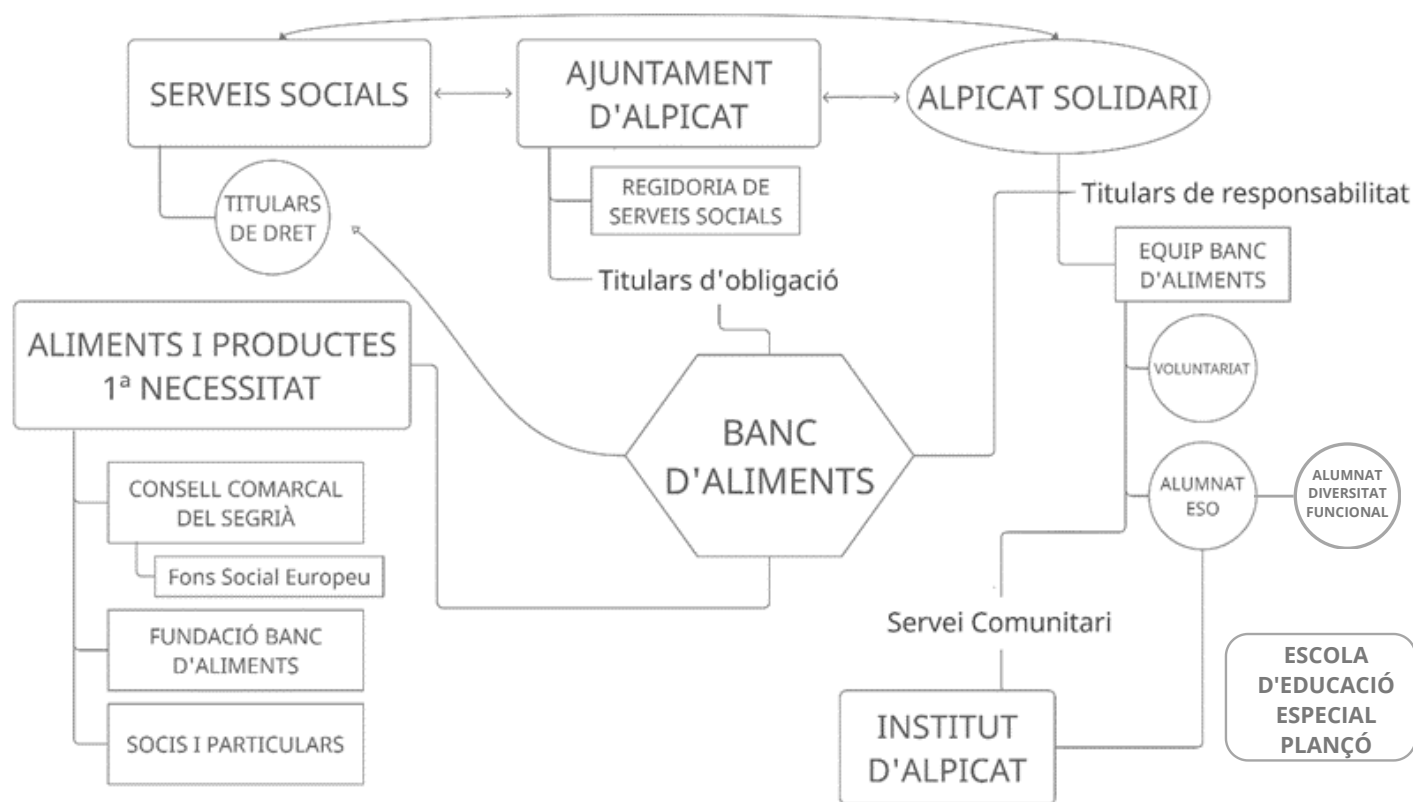 SERVEIS SOCIALS
AJUNTAMENT
D'ALPICAT
ALPICAT SOLIDARI
TITULARS
DE DRET
REGIDORIA DE
SERVEIS SOCIALS
Titulars de responsabilitat
Titulars d'obligació
EQUIP BANC
D'ALIMENTS
ALIMENTS I PRODUCTES
1ª NECESSITAT
VOLUNTARIAT
BANC
D'ALIMENTS
CONSELL COMARCAL
DEL SEGRIÀ
Fons Social Europeu
ALUMNAT
ESO
ALUMNAT
DIVERSITAT
FUNCIONAL
FUNDACIÓ BANC
D'ALIMENTS
Servei Comunitari
SOCIS I PARTICULARS
INSTITUT
D'ALPICAT
ESCOLA
D'EDUCACIÓ
ESPECIAL
PLANÇÓ